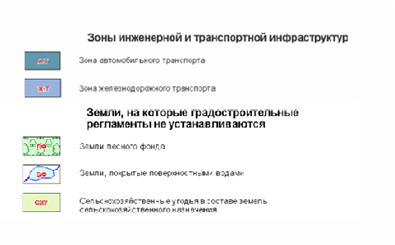 Зоны инженерной и транспортной инфраструктур
Зона автомобильного транспорта
Зона железнодорожного транспорта
Земли, на которые градостроительные
регламенты не устанавливаются
Земли лесного фонда
Земли, покрытые поверхностными водами
СХУ Сельскохозяйственные угодья в составе земель
сельскохозяйственного назначения